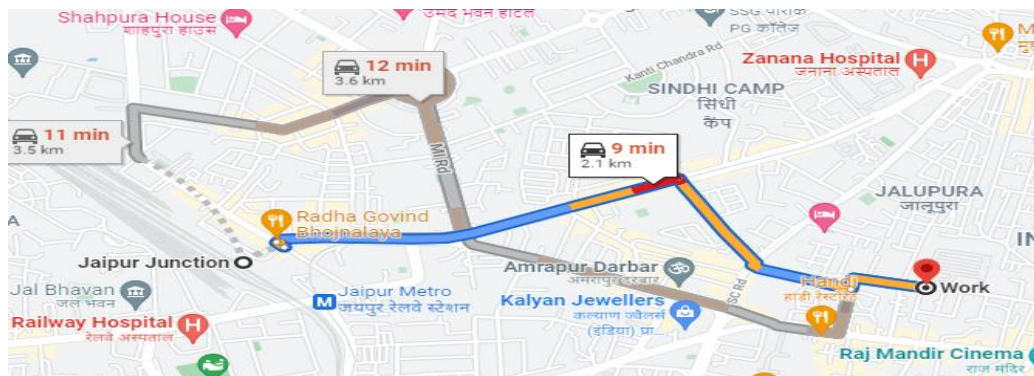 Shahpura House
शाहपुरा हाउस
उमेद भवन होटल
SSG पारीक
PG कॉलेज
Kanti Chandra Rd
Zanana Hospital
जनाना अस्पताल
12 min
3.6 km
SINDHI CAMP
सिंधी
कैंप
11 min
3.5 km
MI Rd
9 min
2.1 km
JALUPURA
जालूपुरा
Radha Govind
Bhojnalaya
Jaipur Junction
Amrapur Darbar
अमरापुर दरबार
Handi
हांडी रेस्टोरेंट
Work
Jal Bhavan
जल भवन
M Jaipur Metro
जयपुर रेलवे स्टेशन
Kalyan Jewellers
कल्याण ज्वैलर्स
(इंडिया) प्रा...
SC Rd
Railway Hospital
रेलवे अस्पताल
Raj Mandir Cinema
राज मंदिर